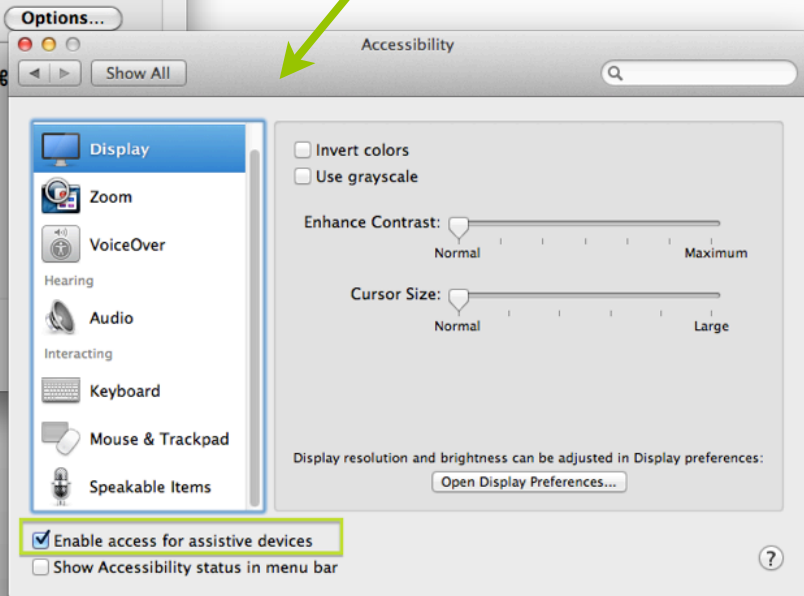 Options...
Accessibility
Show All
Display
Zoom
VoiceOver
Hearing
Audio
Interacting
Keyboard
Mouse & Trackpad
Speakable Items
Invert colors
Use grayscale
Enhance Contrast:
Normal
Maximum
Cursor Size:
Normal
Large
Display resolution and brightness can be adjusted in Display preferences:
Open Display Preferences...
Enable access for assistive devices
Show Accessibility status in menu bar
?